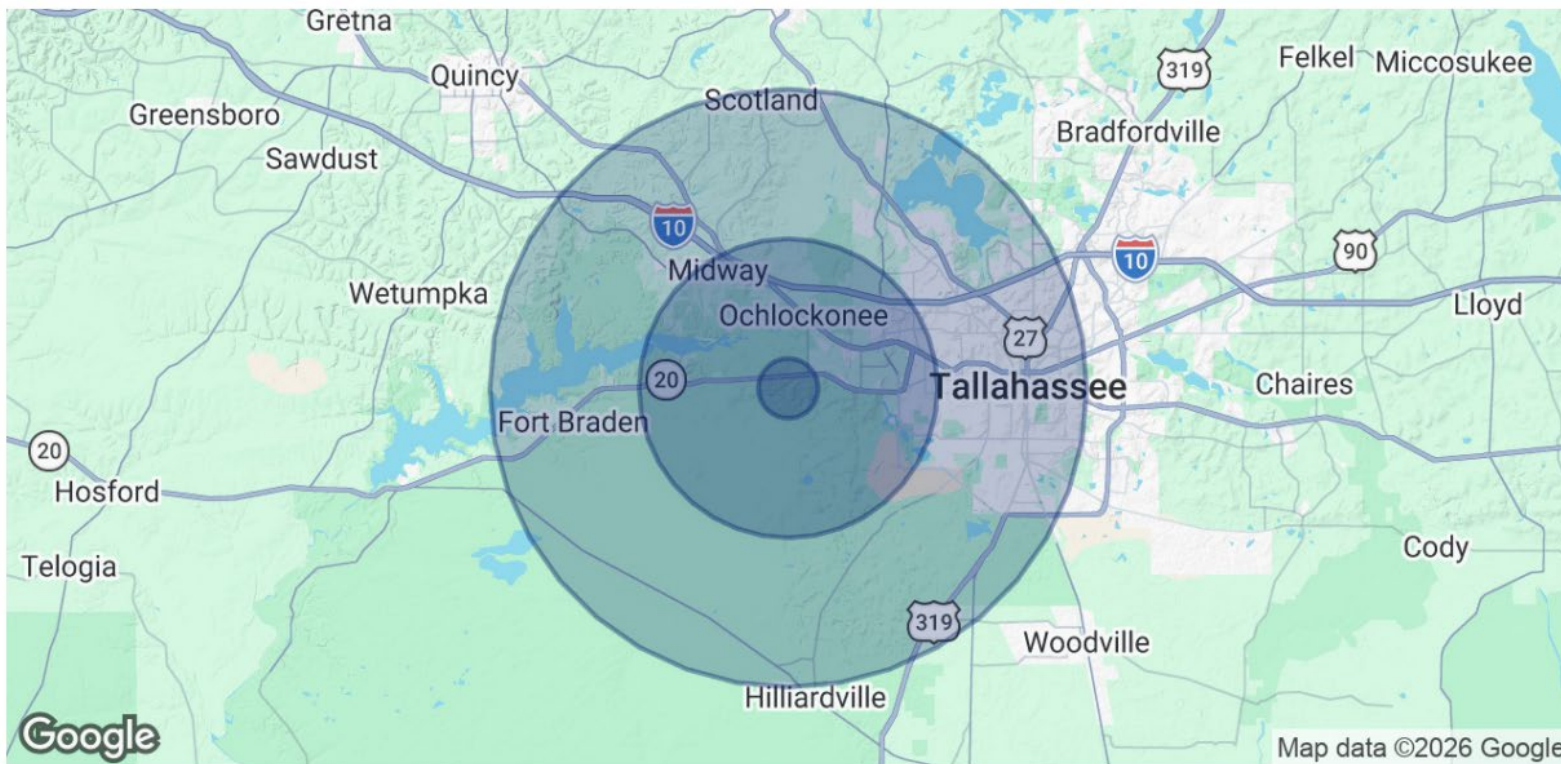 Gretna
Quincy
319
Felkel
Miccosukee
Greensboro
Scotland
Bradfordville
Sawdust
10
Midway
10
90
Wetumpka
Ochlockonee
Lloyd
27
20
Tallahassee
Chaires
Fort Braden
20
Hosford
Telogia
Cody
319
Woodville
Hilliardville
Google
Map data ©2026 Google